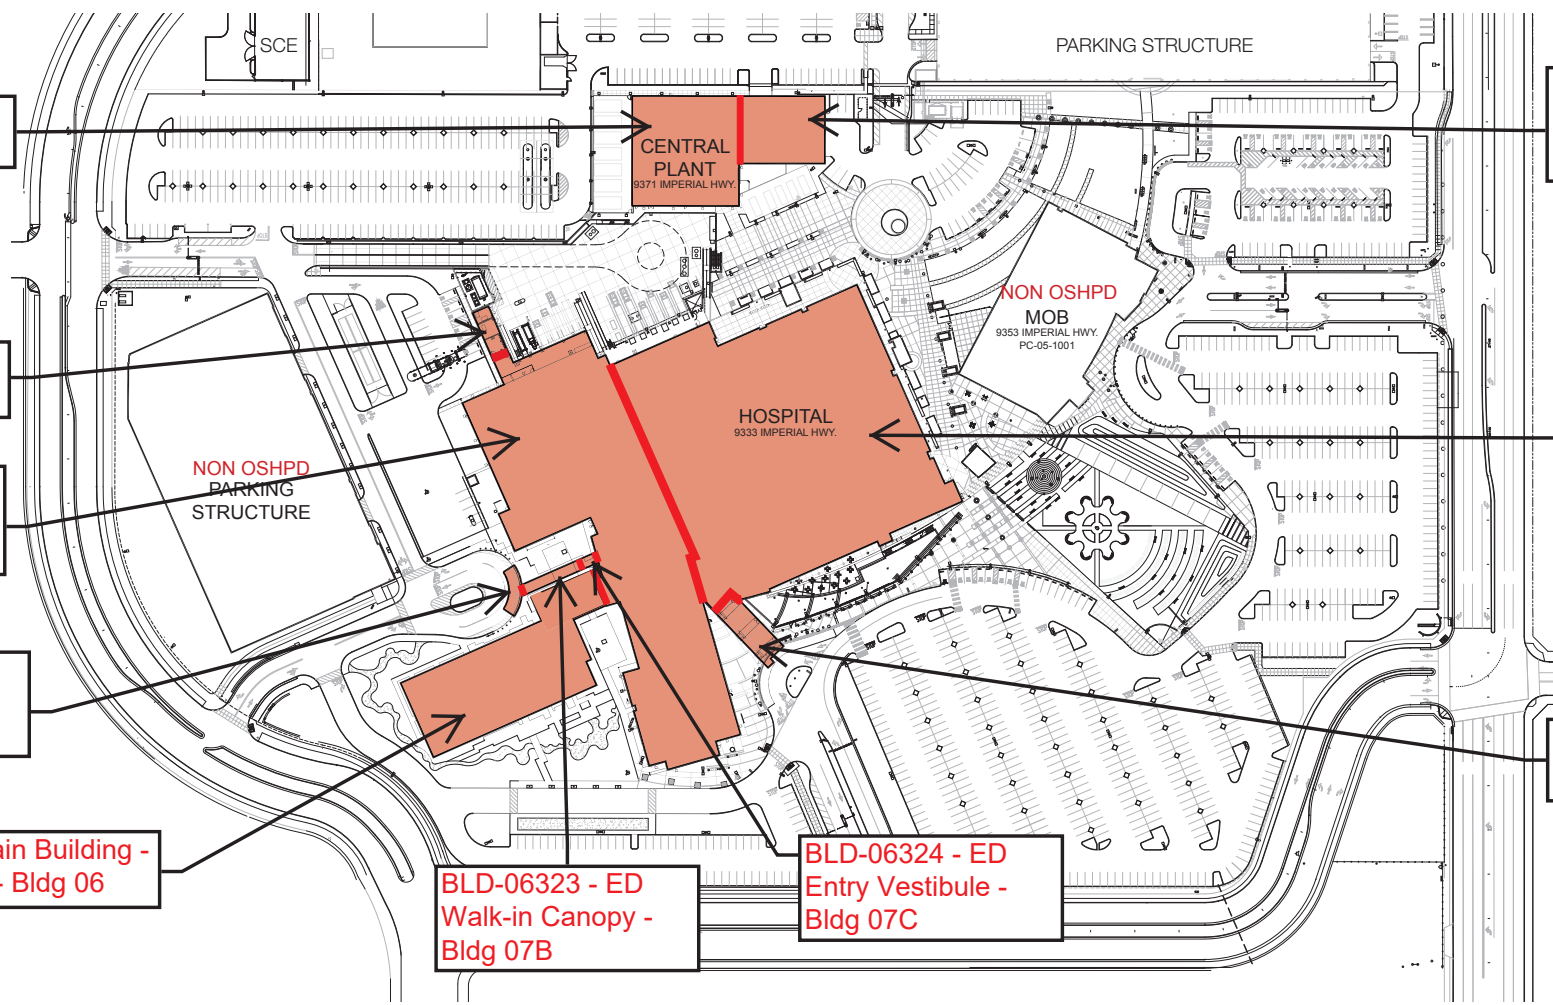 SCE
PARKING STRUCTURE
CENTRAL
PLANT
9371 IMPERIAL HWY.
NON OSHPD
MOB
9353 IMPERIAL HWY.
PC-05-1001
HOSPITAL
9333 IMPERIAL HWY.
NON OSHPD
PARKING
STRUCTURE
ain Building -
- Bldg 06
BLD-06323 - ED
Walk-in Canopy -
Bldg 07B
BLD-06324 - ED
Entry Vestibule -
Bldg 07C